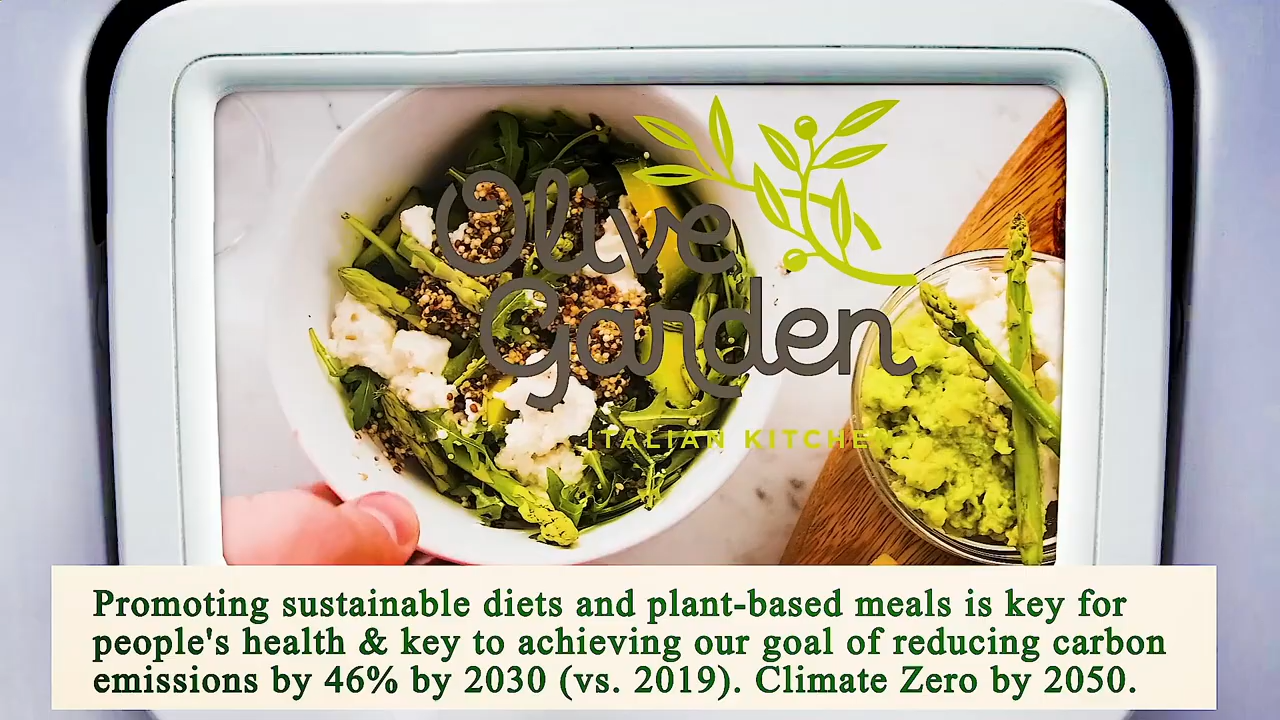 Olive
Garden
ITALIAN KITCHEN
Promoting sustainable diets and plant-based meals is key for
people's health & key to achieving our goal of reducing carbon
emissions by 46% by 2030 (vs. 2019). Climate Zero by 2050.